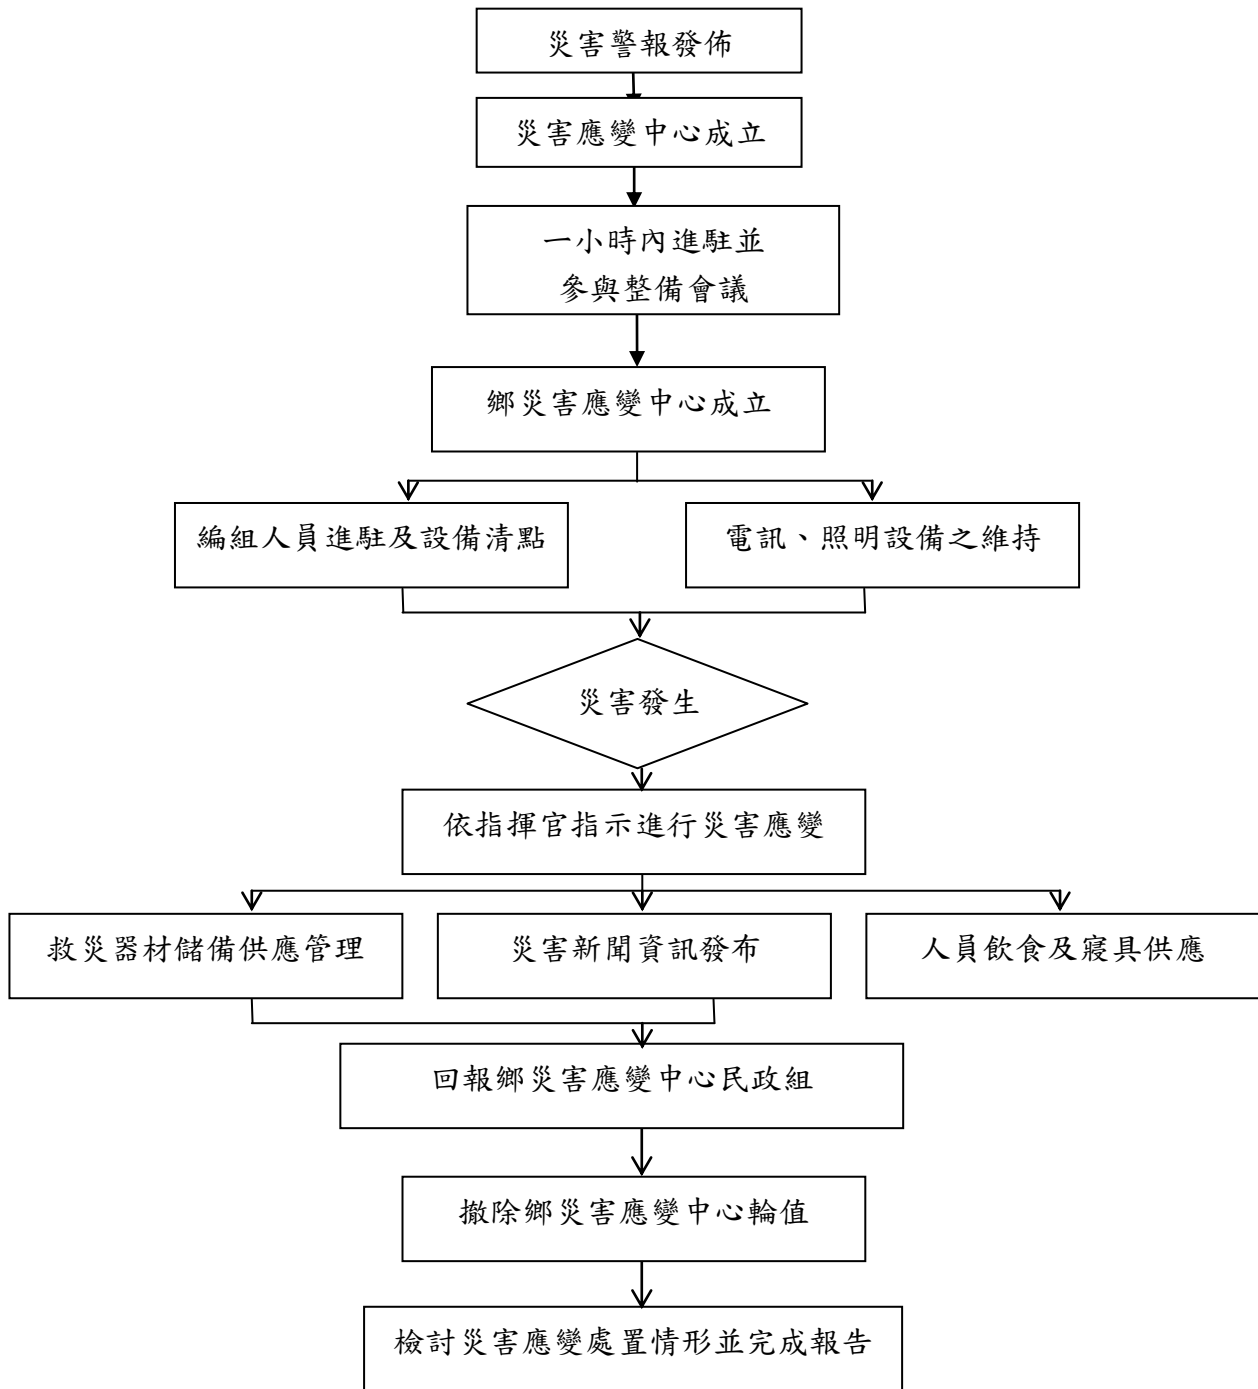 災害警報發佈
災害應變中心成立
一小時內進駐並
參與整備會議
鄉災害應變中心成立
編組人員進駐及設備清點
電訊、照明設備之維持
災害發生
依指揮官指示進行災害應變
救災器材儲備供應管理
災害新聞資訊發布
人員飲食及寢具供應
回報鄉災害應變中心民政組
撤除鄉災害應變中心輪值
檢討災害應變處置情形並完成報告